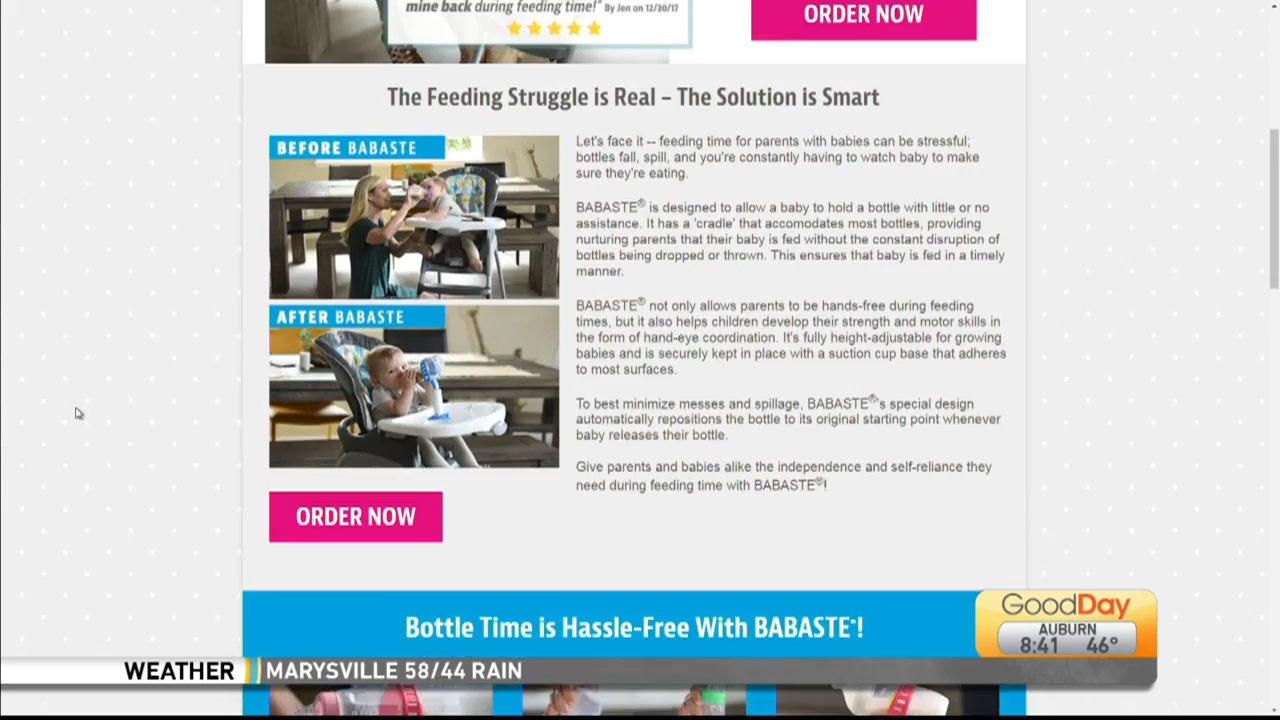 mine back during feeding time!" By Jen on 12/30/17
ORDER NOW
The Feeding Struggle is Real – The Solution is Smart
BEFORE BABASTE
AFTER BABASTE
ORDER NOW
Let's face it -- feeding time for parents with babies can be stressful;
bottles fall, spill, and you're constantly having to watch baby to make
sure they're eating.
BABASTE® is designed to allow a baby to hold a bottle with little or no
assistance. It has a 'cradle' that accomodates most bottles, providing
nurturing parents that their baby is fed without the constant disruption of
bottles being dropped or thrown. This ensures that baby is fed in a timely
manner.
BABASTE® not only allows parents to be hands-free during feeding
times, but it also helps children develop their strength and motor skills in
the form of hand-eye coordination. It's fully height-adjustable for growing
babies and is securely kept in place with a suction cup base that adheres
to most surfaces.
To best minimize messes and spillage, BABASTE®'s special design
automatically repositions the bottle to its original starting point whenever
baby releases their bottle.
Give parents and babies alike the independence and self-reliance they
need during feeding time with BABASTE®!
Bottle Time is Hassle-Free With BABASTE™!
GoodDay
AUBURN
8:41 46°
WEATHER MARYSVILLE 58/44 RAIN